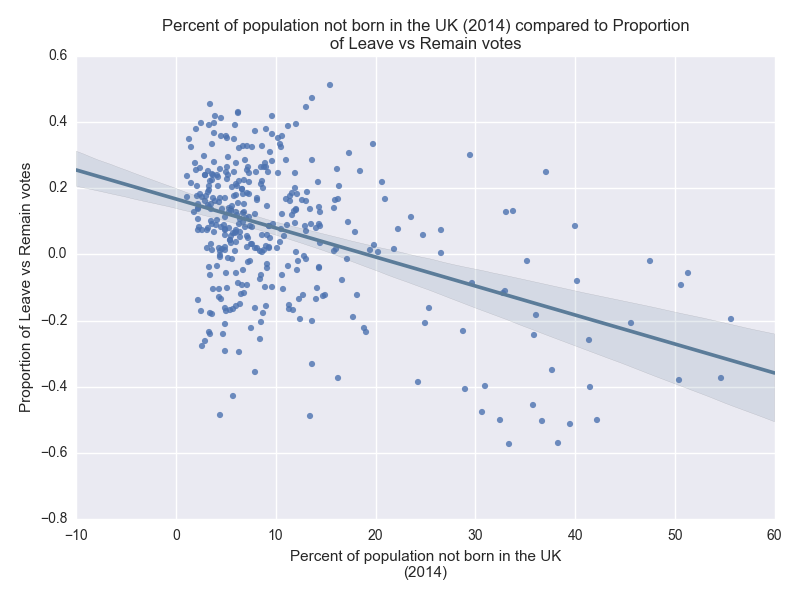 Percent of population not born in the UK (2014) compared to Proportion
of Leave vs Remain votes
0.6
0.4
0.2
0.0
−0.2
−0.4
−0.6
−0.8
Proportion of Leave vs Remain votes
−10 0 10 20 30 40 50 60
Percent of population not born in the UK
(2014)